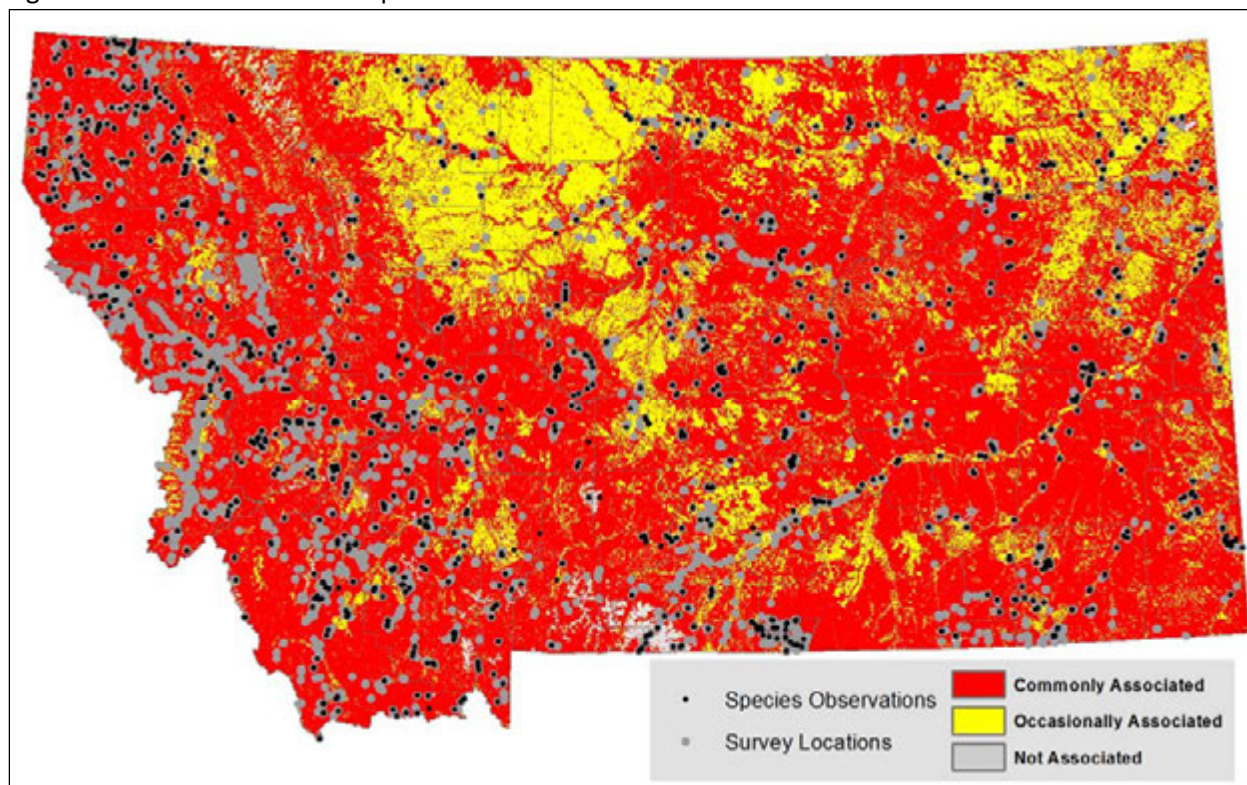 Species Observations
Survey Locations
Commonly Associated
Occasionally Associated
Not Associated